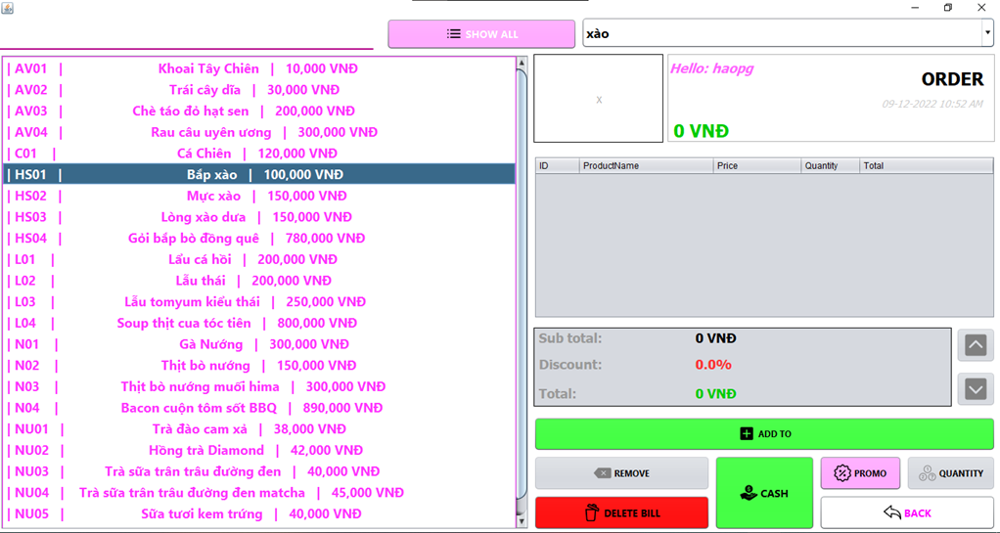 SHOW ALL
xào
| AV01 | Khoai Tây Chiên | 10,000 VNĐ
| AV02 | Trái cây dĩa | 30,000 VNĐ
| AV03 | Chè táo đỏ hạt sen | 200,000 VNĐ
| AV04 | Rau câu uyên ương | 300,000 VNĐ
| C01 | Cá Chiên | 120,000 VNĐ
| HS01 | Bắp xào | 100,000 VNĐ
| HS02 | Mực xào | 150,000 VNĐ
| HS03 | Lòng xào dưa | 150,000 VNĐ
| HS04 | Gỏi bắp bò đồng quê | 780,000 VNĐ
| L01 | Lẩu cá hồi | 200,000 VNĐ
| L02 | Lẫu thái | 200,000 VNĐ
| L03 | Lẫu tomyum kiểu thái | 250,000 VNĐ
| L04 | Soup thịt cua tóc tiên | 800,000 VNĐ
| N01 | Gà Nướng | 300,000 VNĐ
| N02 | Thịt bò nướng | 150,000 VNĐ
| N03 | Thịt bò nướng muối hima | 300,000 VNĐ
| N04 | Bacon cuộn tôm sốt BBQ | 890,000 VNĐ
| NU01 | Trà đào cam xả | 38,000 VNĐ
| NU02 | Hồng trà Diamond | 42,000 VNĐ
| NU03 | Trà sữa trân trâu đường đen | 40,000 VNĐ
| NU04 | Trà sữa trân trâu đường đen matcha | 45,000 VNĐ
| NU05 | Sữa tươi kem trứng | 40,000 VNĐ
X
Hello: haopg
ORDER
09-12-2022 10:52 AM
0 VNĐ
ID ProductName Price Quantity Total
Sub total: 0 VNĐ
Discount: 0.0%
Total: 0 VNĐ
ADD TO
REMOVE
DELETE BILL
CASH
PROMO
QUANTITY
BACK